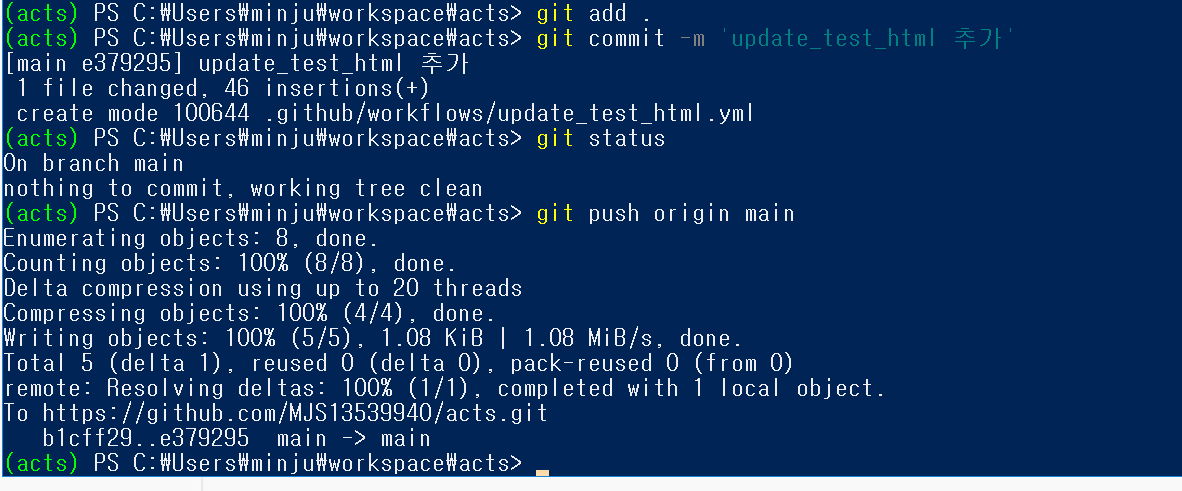 (acts) PS C:₩Users₩minju₩workspace₩acts> git add .
(acts) PS C:₩Users₩minju₩workspace₩acts> git commit -m 'update_test_html 추가'
[main e379295] update_test_html 추가
 1 file changed, 46 insertions(+)
 create mode 100644 .github/workflows/update_test_html.yml
(acts) PS C:₩Users₩minju₩workspace₩acts> git status
On branch main
nothing to commit, working tree clean
(acts) PS C:₩Users₩minju₩workspace₩acts> git push origin main
Enumerating objects: 8, done.
Counting objects: 100% (8/8), done.
Delta compression using up to 20 threads
Compressing objects: 100% (4/4), done.
Writing objects: 100% (5/5), 1.08 KiB | 1.08 MiB/s, done.
Total 5 (delta 1), reused 0 (delta 0), pack-reused 0 (from 0)
remote: Resolving deltas: 100% (1/1), completed with 1 local object.
To https://github.com/MJS13539940/acts.git
   b1cff29..e379295  main -> main
(acts) PS C:₩Users₩minju₩workspace₩acts>